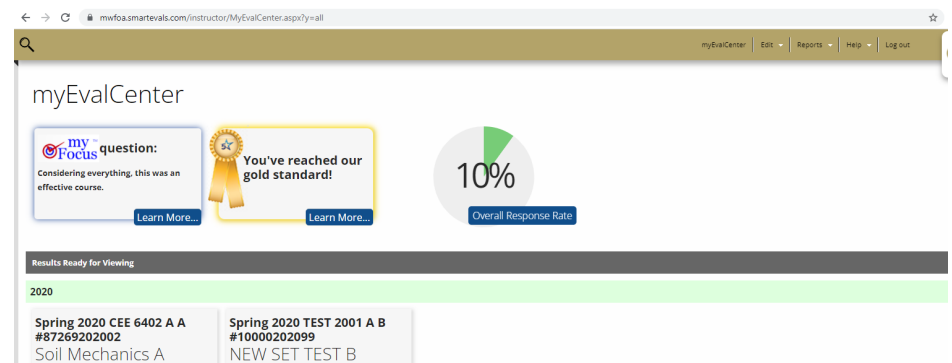 mwfoa.smartevals.com/instructor/MyEvalCenter.aspx?y=all
myEvalCenter Edit Reports Help Log out
myEvalCenter
my Focus question:
Considering everything, this was an
effective course.
Learn More...
You've reached our
gold standard!
Learn More...
10%
Overall Response Rate
Results Ready for Viewing
2020
Spring 2020 CEE 6402 A A
#87269202002
Soil Mechanics A
Spring 2020 TEST 2001 A B
#10000202099
NEW SET TEST B